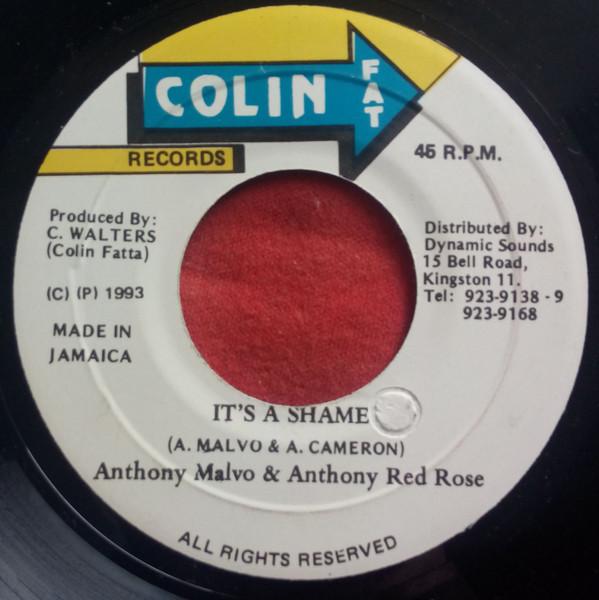 COLIN FAT
RECORDS
45 R.P.M.
Produced By:
C. WALTERS
(Colin Fatta)
(C) (P) 1993
MADE IN
JAMAICA
Distributed By:
Dynamic Sounds
15 Bell Road,
Kingston 11.
Tel: 923-9138 - 9
923-9168
IT'S A SHAME
(A. MALVO & A. CAMERON)
Anthony Malvo & Anthony Red Rose
ALL RIGHTS RESERVED